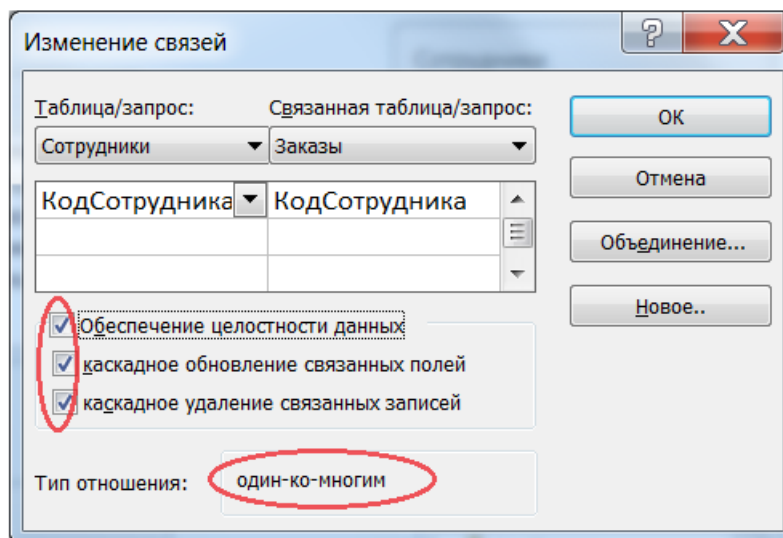 Изменение связей
Таблица/запрос: Связанная таблица/запрос:
Сотрудники Заказы
КодСотрудника КодСотрудника
Обеспечение целостности данных
каскадное обновление связанных полей
каскадное удаление связанных записей
Тип отношения: один-ко-многим
ОК
Отмена
Объединение...
Новое..